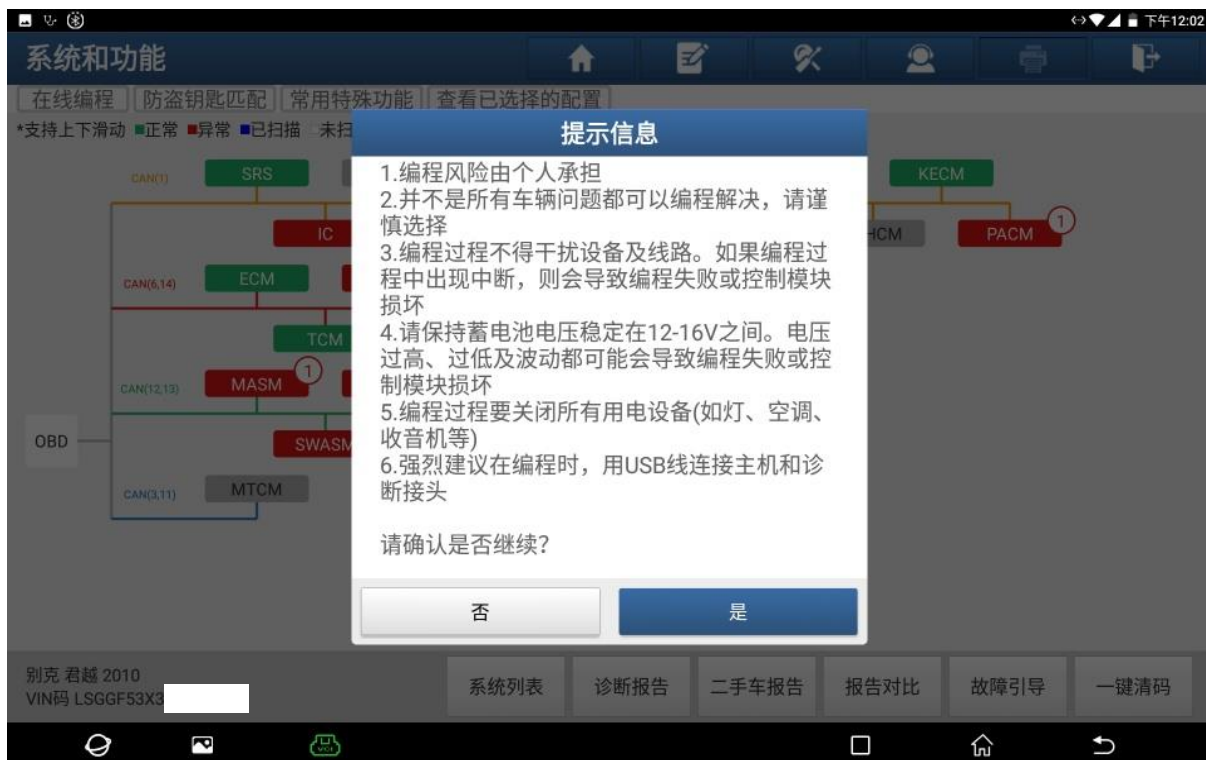 下午12:02
系统和功能
在线编程 防盗钥匙匹配 常用特殊功能 查看已选择的配置
*支持上下滑动 ■正常 ■异常 ■已扫描 未扫
提示信息
1.编程风险由个人承担
2.并不是所有车辆问题都可以编程解决，请谨
慎选择
3.编程过程不得干扰设备及线路。如果编程过
程中出现中断，则会导致编程失败或控制模块
损坏
4.请保持蓄电池电压稳定在12-16V之间。电压
过高、过低及波动都可能会导致编程失败或控
制模块损坏
5.编程过程要关闭所有用电设备(如灯、空调、
收音机等)
6.强烈建议在编程时，用USB线连接主机和诊
断接头
请确认是否继续?
否 是
CAN(1) SRS KECM
IC HCM PACM 1
CAN(6,14) ECM
TCM
CAN(12,13) MASM 1
OBD SWASM
CAN(3,11) MTCM
别克 君越 2010
VIN码 LSGGF53X3
系统列表 诊断报告 二手车报告 报告对比 故障引导 一键清码
VCI